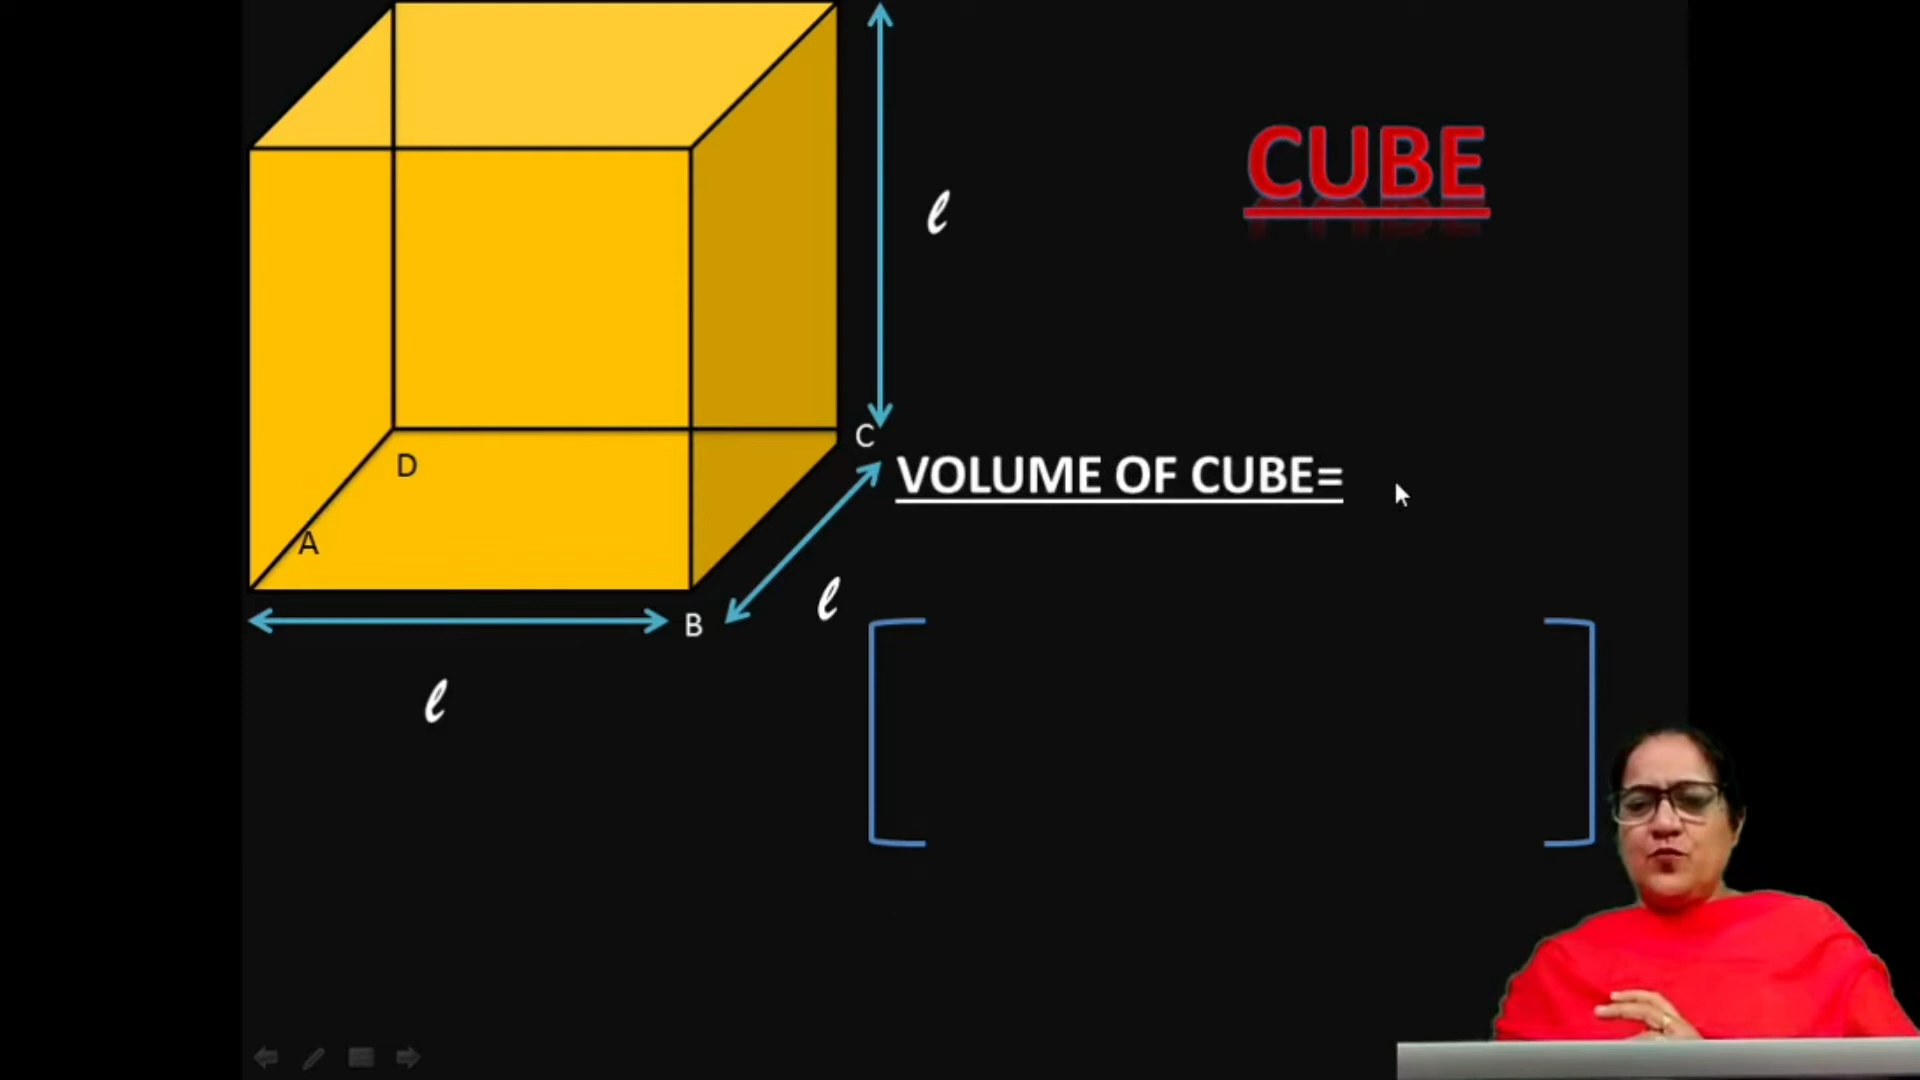 CUBE
ℓ
C
VOLUME OF CUBE=
D
A
ℓ
B
ℓ